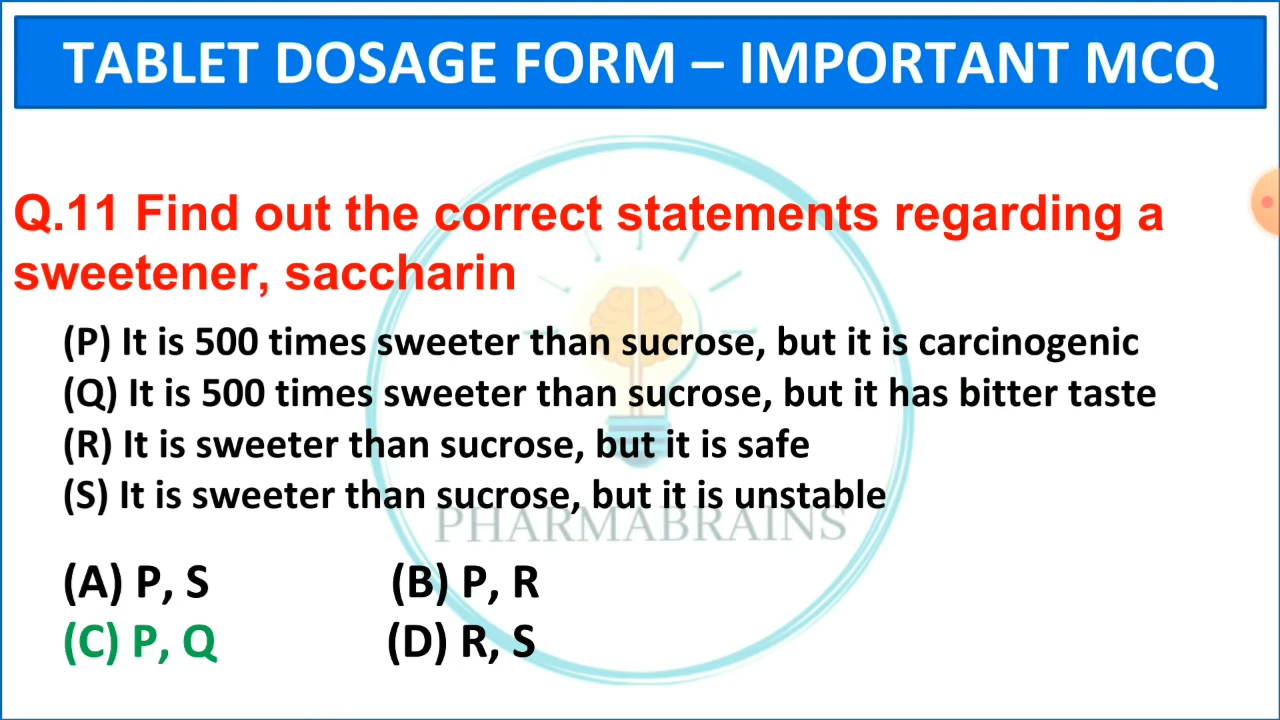 TABLET DOSAGE FORM – IMPORTANT MCQ
Q.11 Find out the correct statements regarding a
sweetener, saccharin
(P) It is 500 times sweeter than sucrose, but it is carcinogenic
(Q) It is 500 times sweeter than sucrose, but it has bitter taste
(R) It is sweeter than sucrose, but it is safe
(S) It is sweeter than sucrose, but it is unstable
PHARMABRAINS
(A) P, S (B) P, R
(C) P, Q (D) R, S